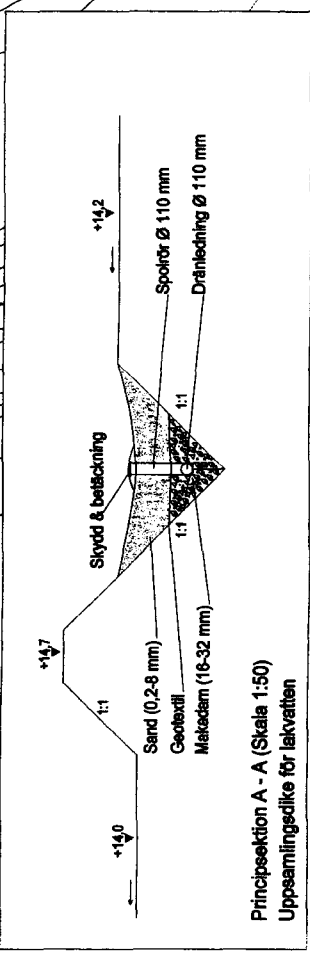 +14,2
Spolrör Ø 110 mm
Dränledning Ø 110 mm
Skydd & betäckning
1:1
1:1
+14,7
1:1
Sand (0,2-8 mm)
Geotextil
Makadam (16-32 mm)
+14,0
Principsektion A - A (Skala 1:50)
Uppsamlingsdike för lakvatten